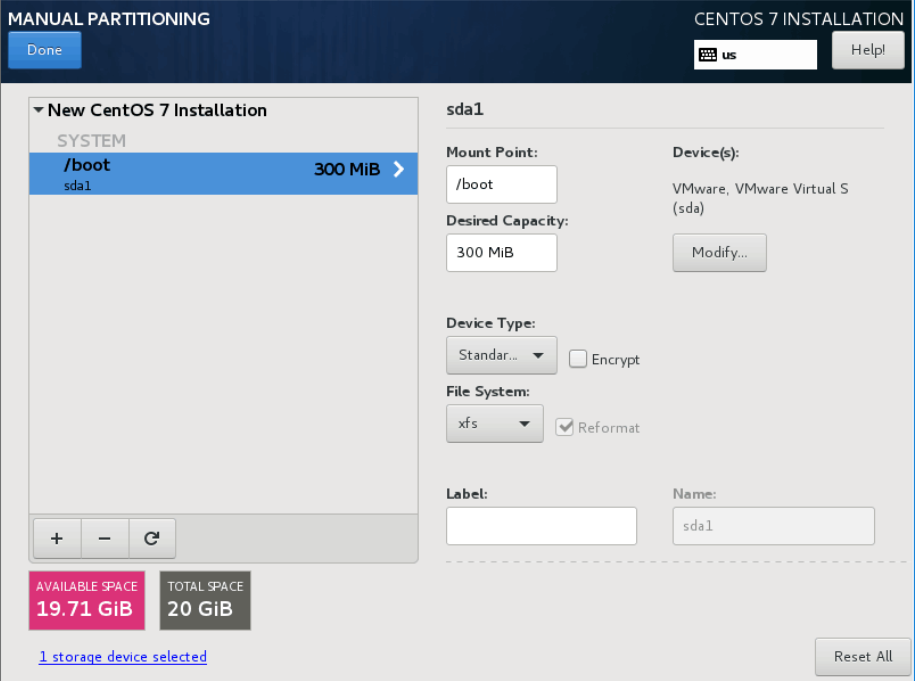 MANUAL PARTITIONING
CENTOS 7 INSTALLATION
Done
us
Help!
New CentOS 7 Installation
SYSTEM
/boot
300 MiB
sda1
sda1
Mount Point:
Device(s):
/boot
VMware, VMware Virtual S
(sda)
Desired Capacity:
300 MiB
Modify...
Device Type:
Standar...
Encrypt
File System:
xfs
Reformat
Label:
Name:
sda1
AVAILABLE SPACE
19.71 GiB
TOTAL SPACE
20 GiB
1 storage device selected
Reset All